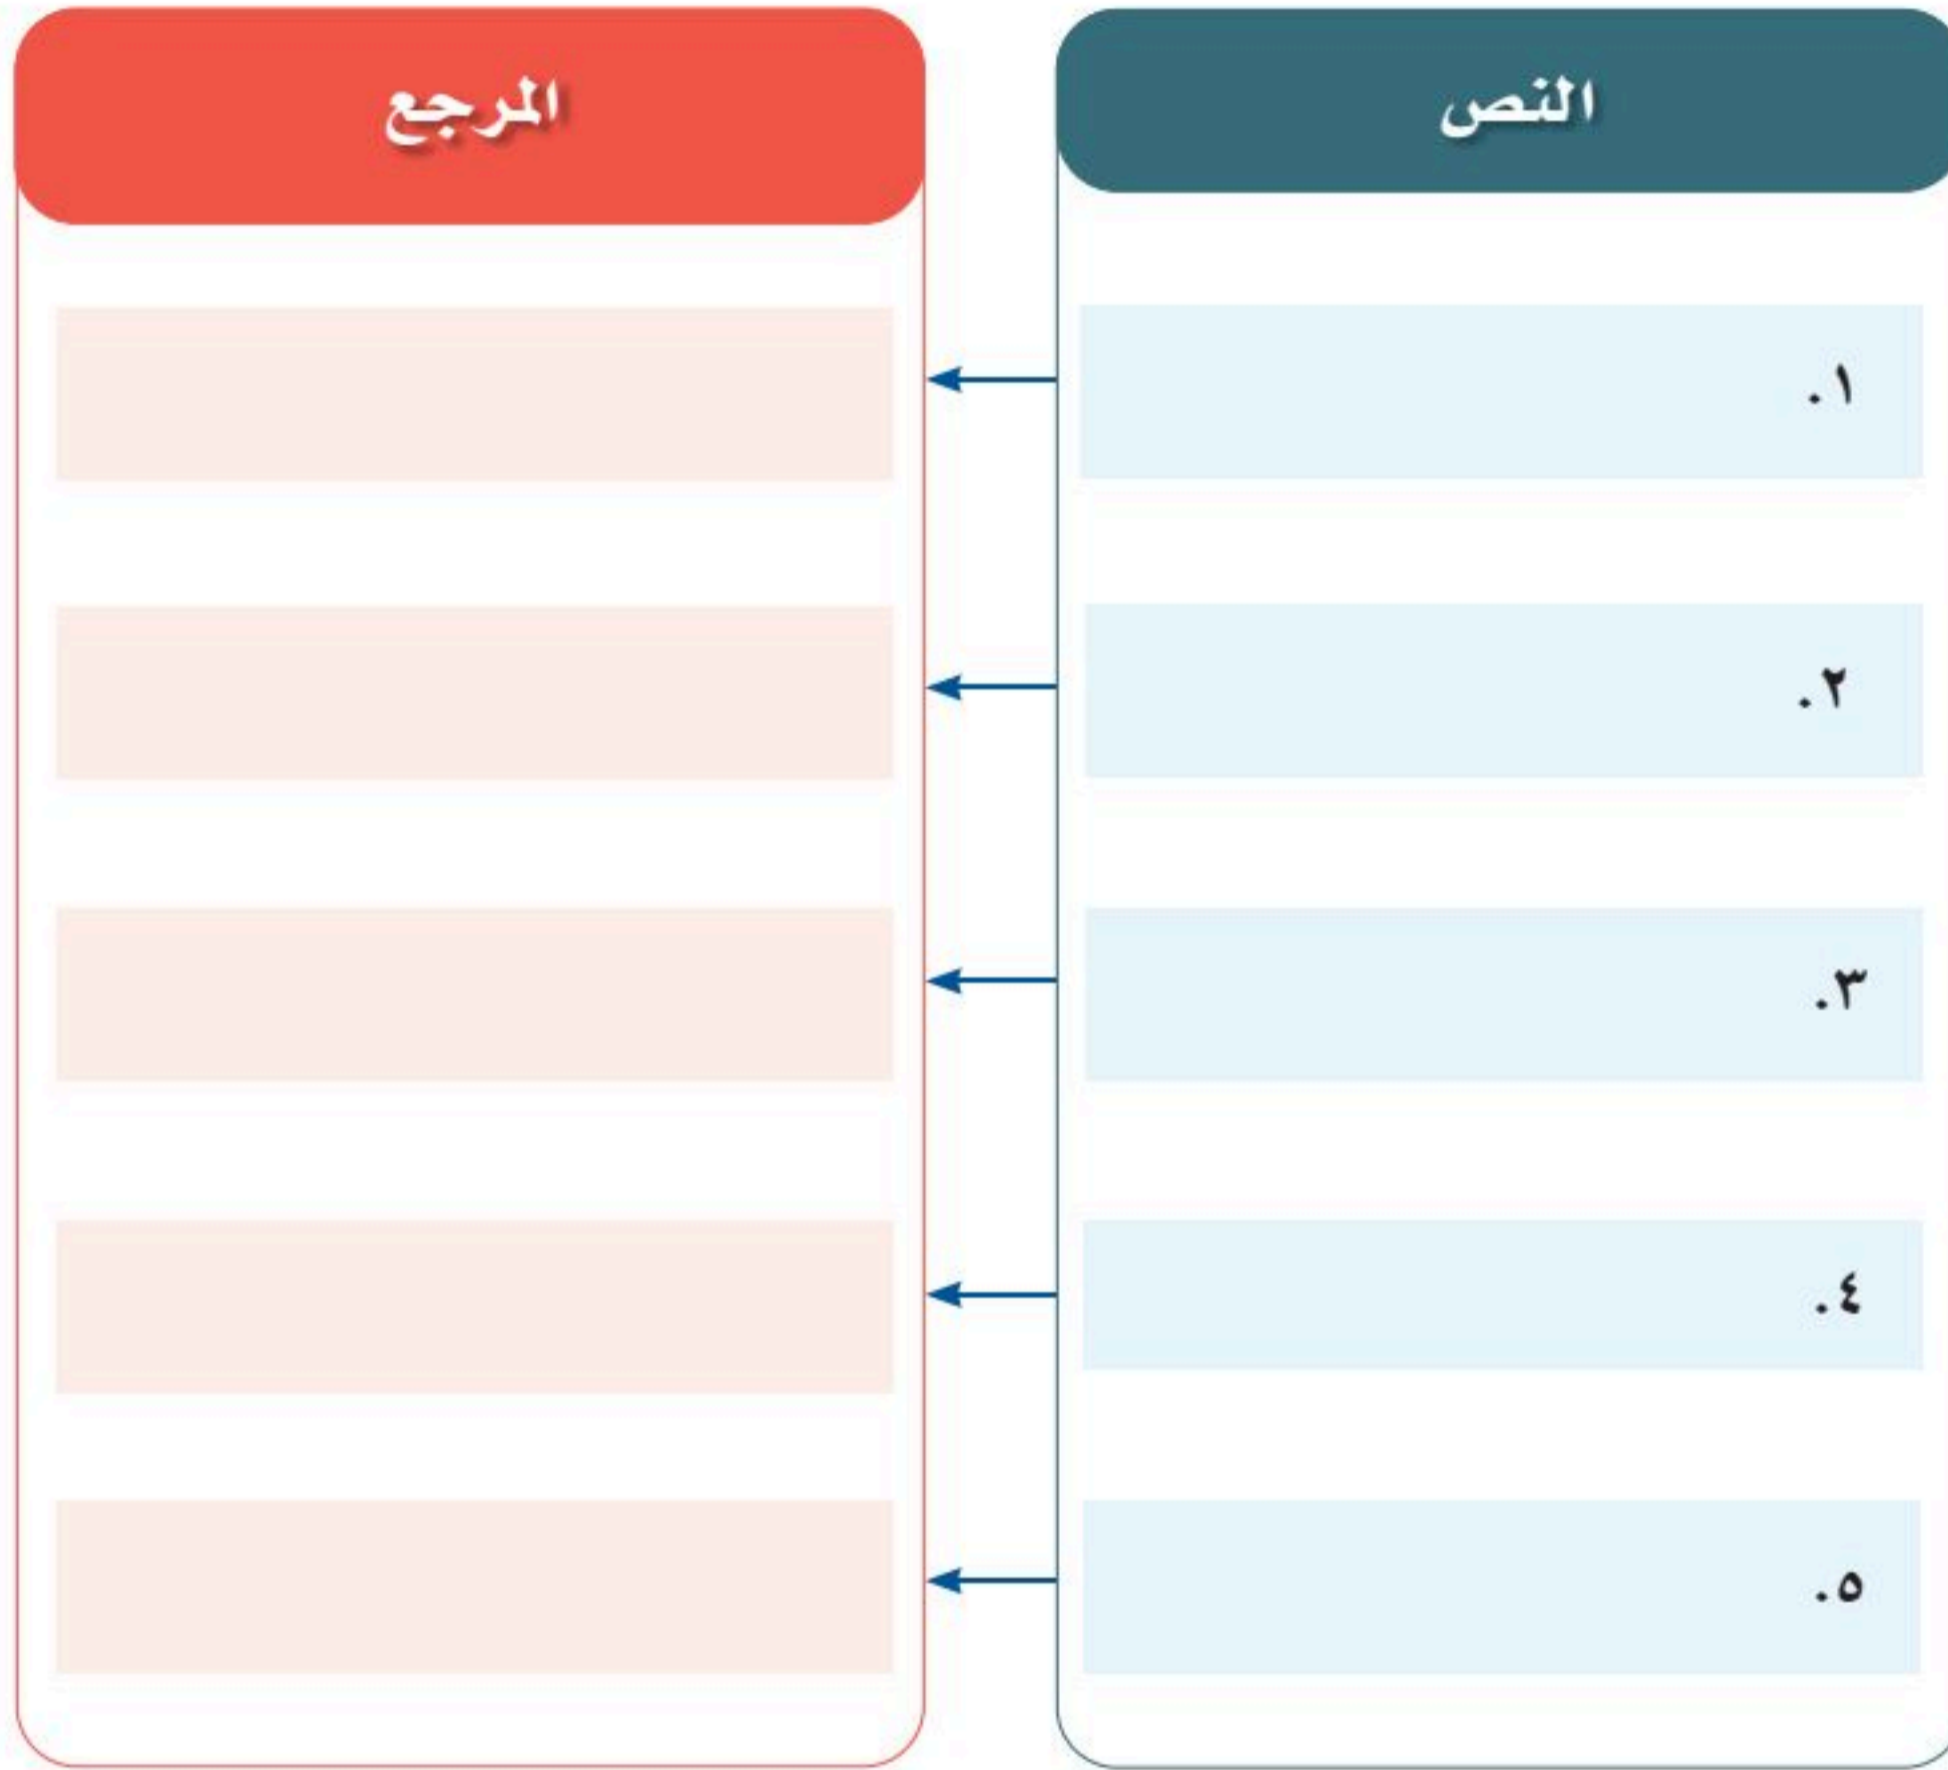 النص
المرجع
١.
٢.
٣.
٤.
٥.